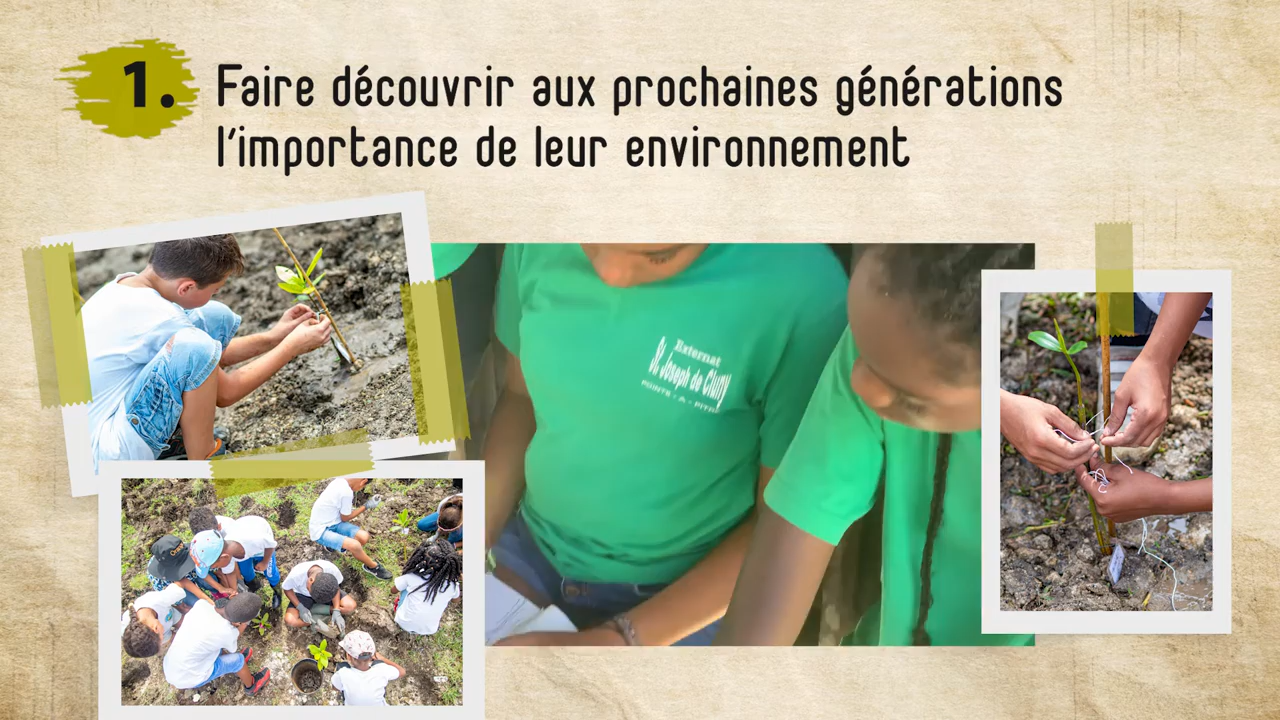 1. Faire découvrir aux prochaines générations
l'importance de leur environnement
Externat
St Joseph de Cluny
POINTE - A - PITRE